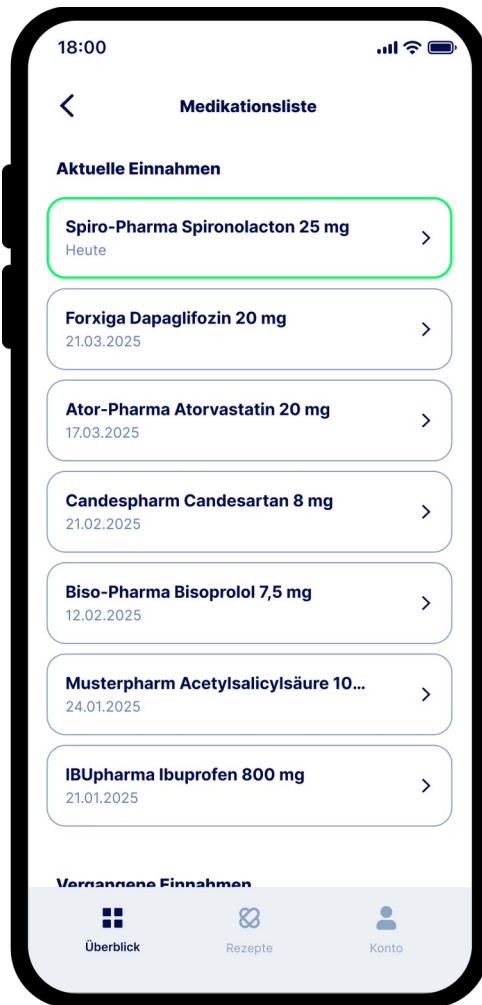 18:00
Medikationsliste
Aktuelle Einnahmen
Spiro-Pharma Spironolacton 25 mg
Heute
Forxiga Dapaglifozin 20 mg
21.03.2025
Ator-Pharma Atorvastatin 20 mg
17.03.2025
Candespharm Candesartan 8 mg
21.02.2025
Biso-Pharma Bisoprolol 7,5 mg
12.02.2025
Musterpharm Acetylsalicylsäure 10...
24.01.2025
IBUpharma Ibuprofen 800 mg
21.01.2025
Vergangene Einnahmen
Überblick
Rezepte
Konto